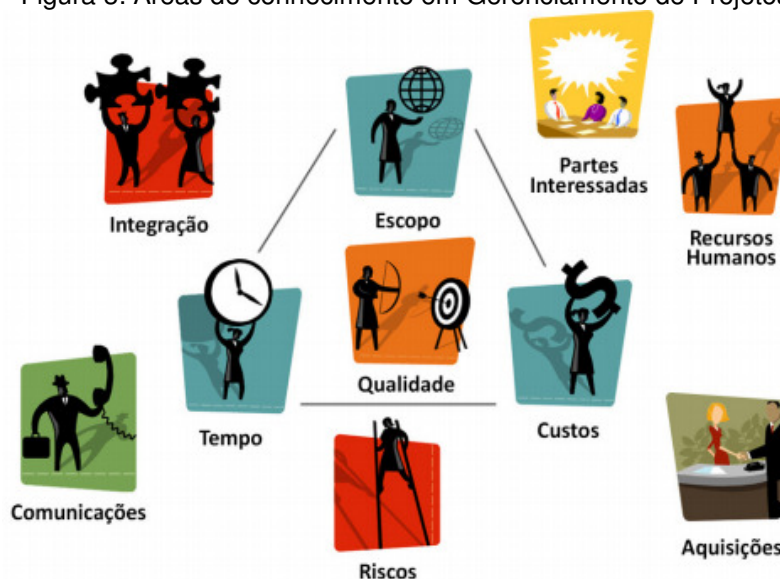 Partes
Interessadas
Integração
Escopo
Recursos
Humanos
Qualidade
Tempo
Custos
Comunicações
Aquisições
Riscos